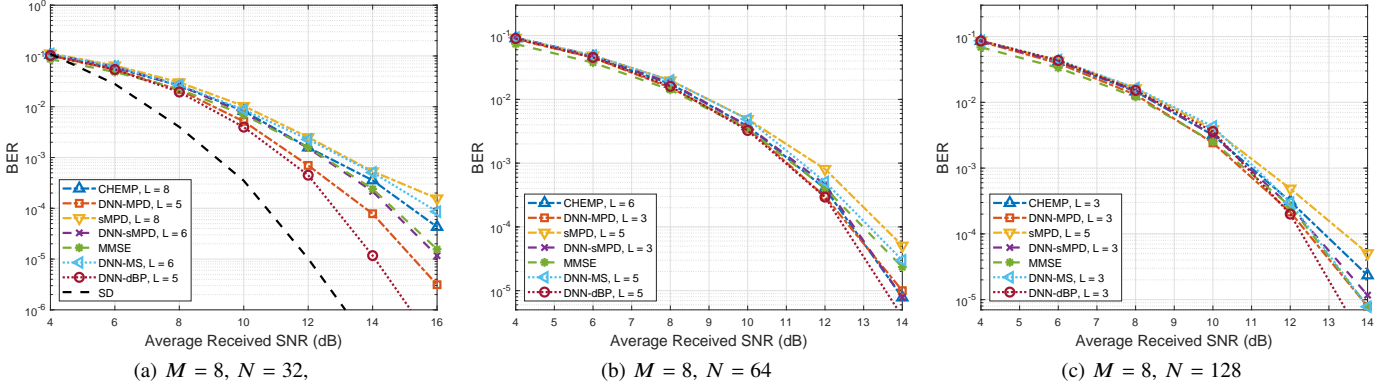 10^0
10^-1
10^-2
10^-3
10^-4
10^-5
10^-6
BER
CHEMP, L = 8
DNN-MPD, L = 5
sMPD, L = 8
DNN-sMPD, L = 6
MMSE
DNN-MS, L = 6
DNN-dBP, L = 5
SD
4 6 8 10 12 14 16
Average Received SNR (dB)
(a) M = 8, N = 32,
10^-1
10^-2
10^-3
10^-4
10^-5
BER
CHEMP, L = 6
DNN-MPD, L = 3
sMPD, L = 5
DNN-sMPD, L = 3
MMSE
DNN-MS, L = 5
DNN-dBP, L = 5
4 5 6 7 8 9 10 11 12 13 14
Average Received SNR (dB)
(b) M = 8, N = 64
10^-1
10^-2
10^-3
10^-4
10^-5
BER
CHEMP, L = 3
DNN-MPD, L = 3
sMPD, L = 5
DNN-sMPD, L = 3
MMSE
DNN-MS, L = 3
DNN-dBP, L = 3
4 5 6 7 8 9 10 11 12 13 14
Average Received SNR (dB)
(c) M = 8, N = 128